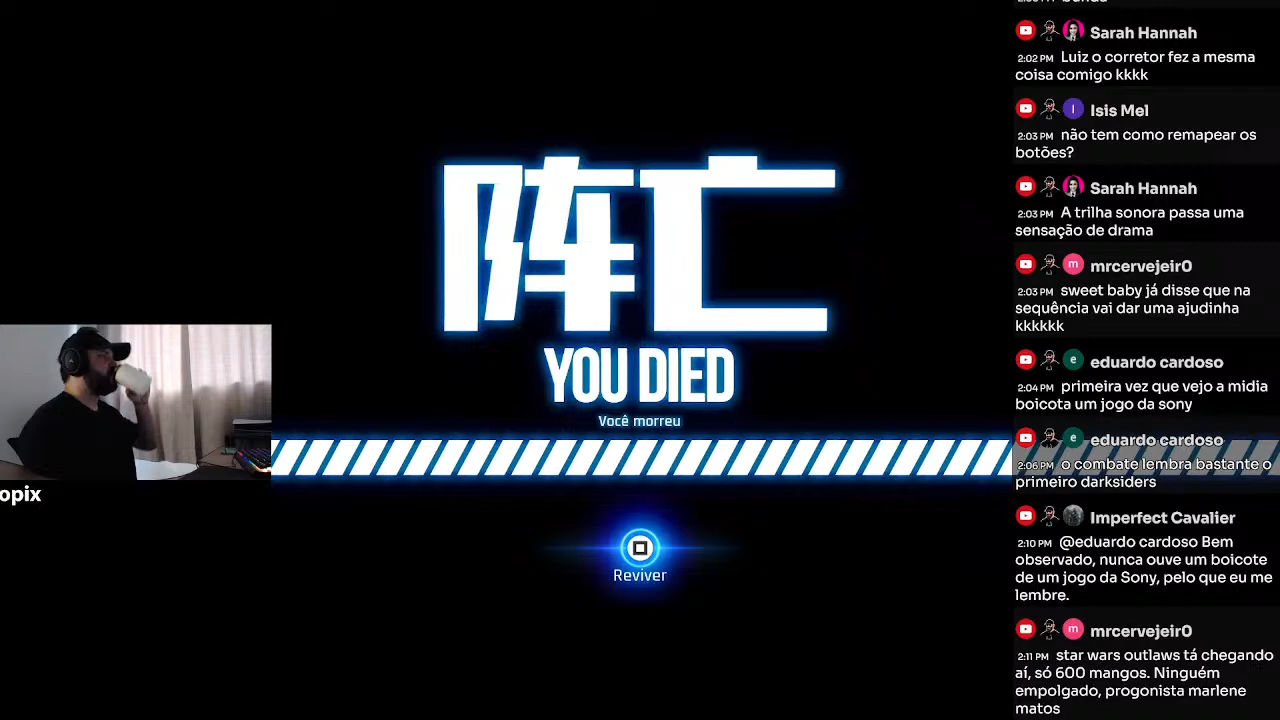 Sarah Hannah
2:02 PM Luiz o corretor fez a mesma
coisa comigo kkkk
Isis Mel
2:03 PM não tem como remapear os
botões?
Sarah Hannah
2:03 PM A trilha sonora passa uma
sensação de drama
mrcervejeir0
2:03 PM sweet baby já disse que na
sequência vai dar uma ajudinha
kkkkkk
eduardo cardoso
2:04 PM primeira vez que vejo a midia
boicota um jogo da sony
eduardo cardoso
2:06 PM o combate lembra bastante o
primeiro darksiders
Imperfect Cavalier
2:10 PM @eduardo cardoso Bem
observado, nunca ouve um boicote
de um jogo da Sony, pelo que eu me
lembre.
mrcervejeir0
2:11 PM star wars outlaws tá chegando
aí, só 600 mangos. Ninguém
empolgado, progonista marlene
matos
阵亡
YOU DIED
Você morreu
Reviver
opix